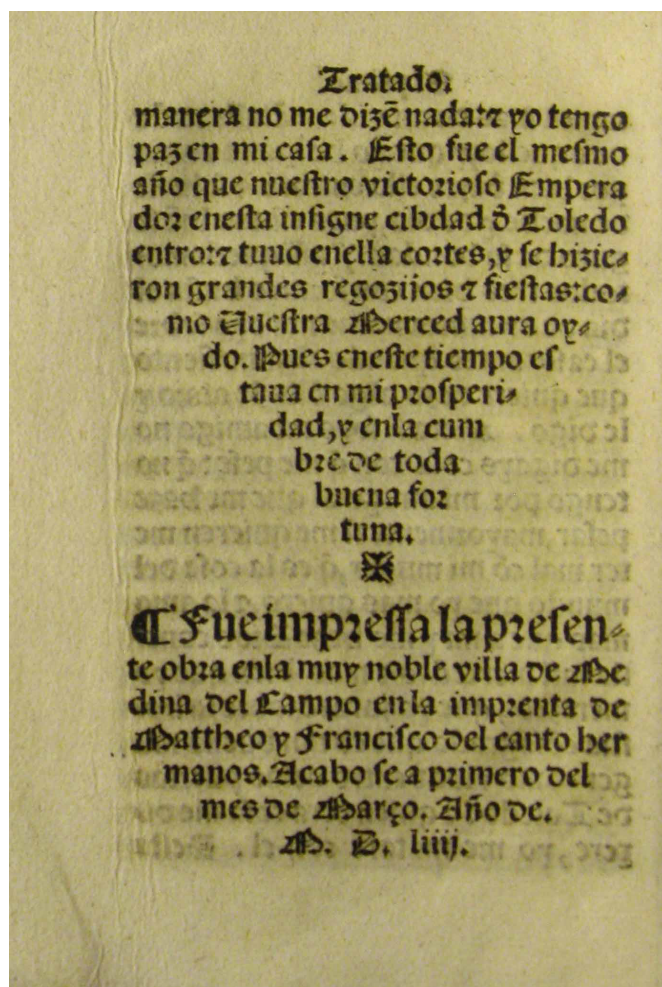 Tratado.
manera no me dizẽ nada:⁊ yo tengo
paz en mi casa. Esto fue el mesmo
año que nuestro victorioso Empera
dor enesta insigne cibdad đ Toledo
entro:⁊ tuuo enella cortes,y se hizie-
ron grandes regozijos ⁊ fiestas:co-
mo Vuestra Merced aura oy-
do. Pues eneste tiempo es
taua en mi prosperi-
dad,y enla cum
bre de toda
buena for
tuna.
✠
¶ Fue impressa la presen-
te obra enla muy noble villa de Me
dina del Campo enla imprenta de
Mattheo y Francisco del canto her
manos. Acabo se a primero del
mes de Março. Año de.
M. D. liiij.